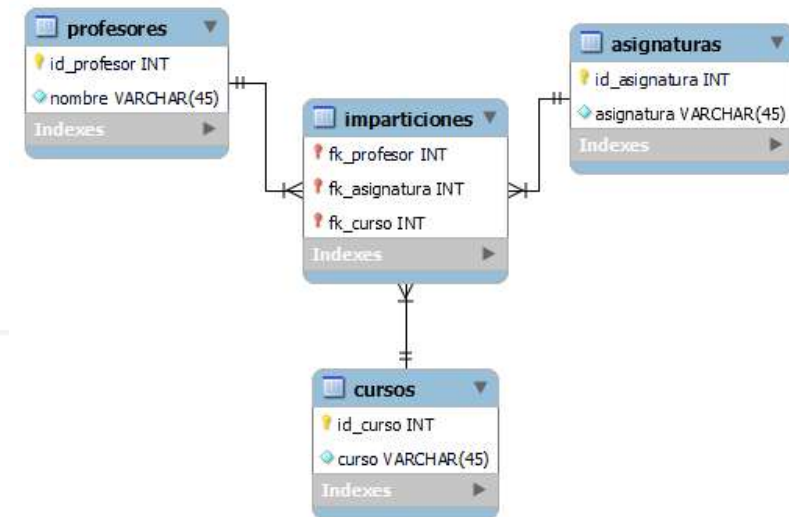 profesores
id_profesor INT
nombre VARCHAR(45)
Indexes
asignaturas
id_asignatura INT
asignatura VARCHAR(45)
Indexes
imparticiones
fk_profesor INT
fk_asignatura INT
fk_curso INT
Indexes
cursos
id_curso INT
curso VARCHAR(45)
Indexes